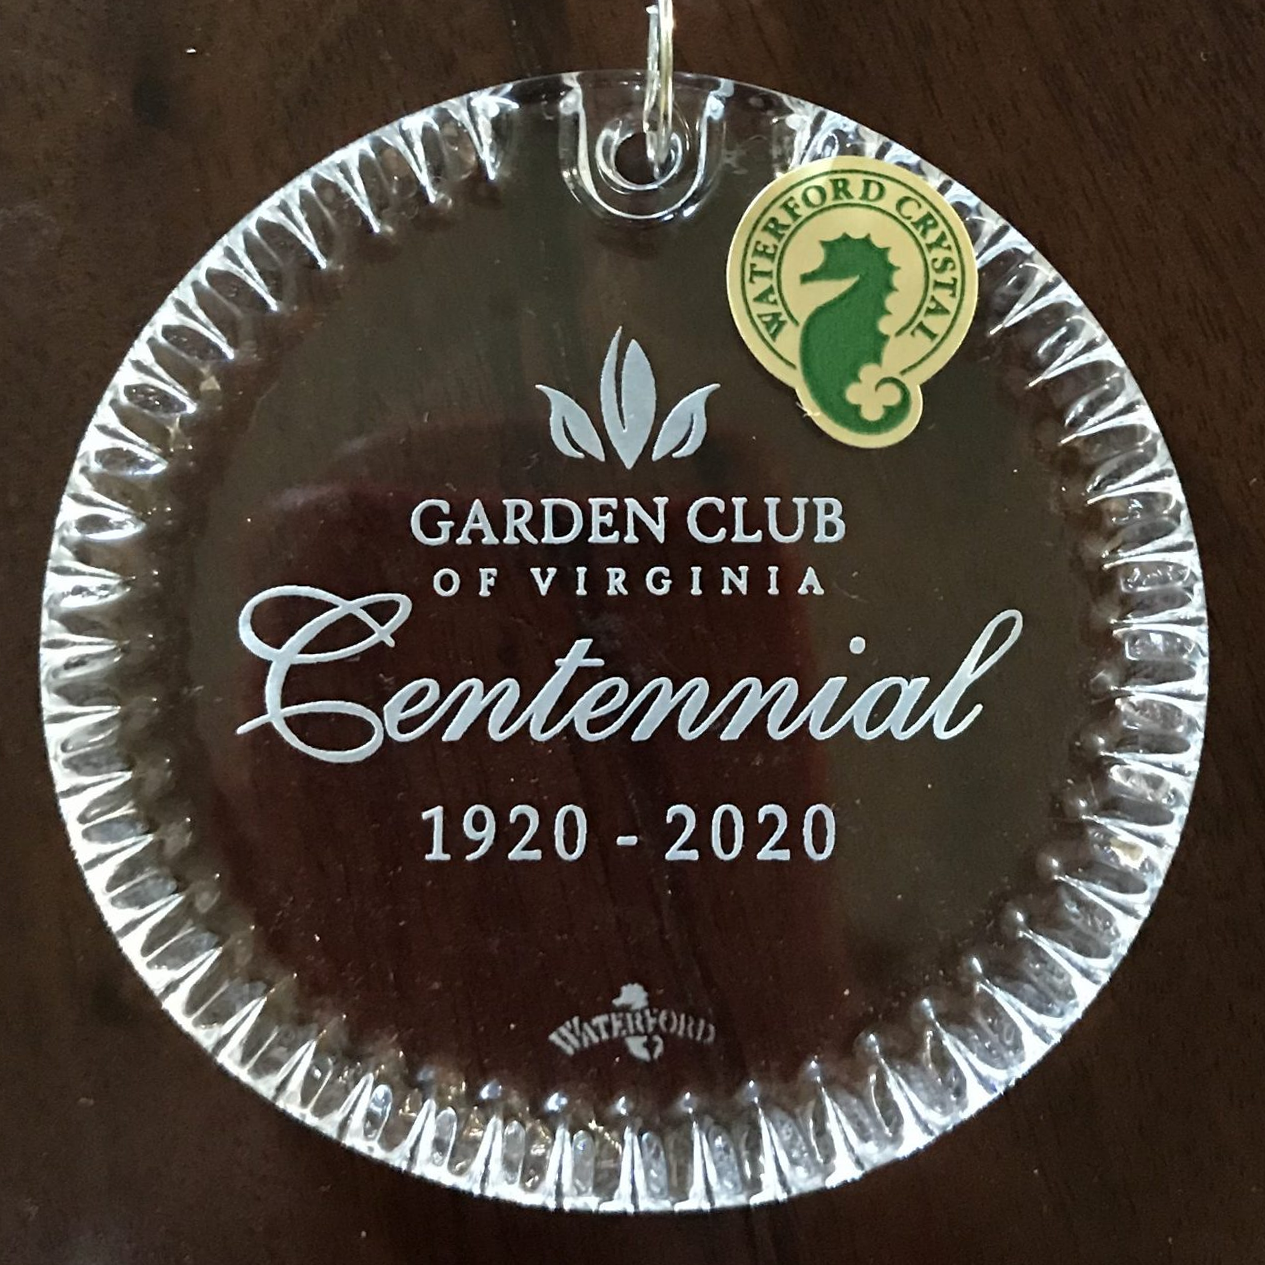 WATERFORD CRYSTAL
GARDEN CLUB
OF VIRGINIA
Centennial
1920 - 2020
WATERFORD